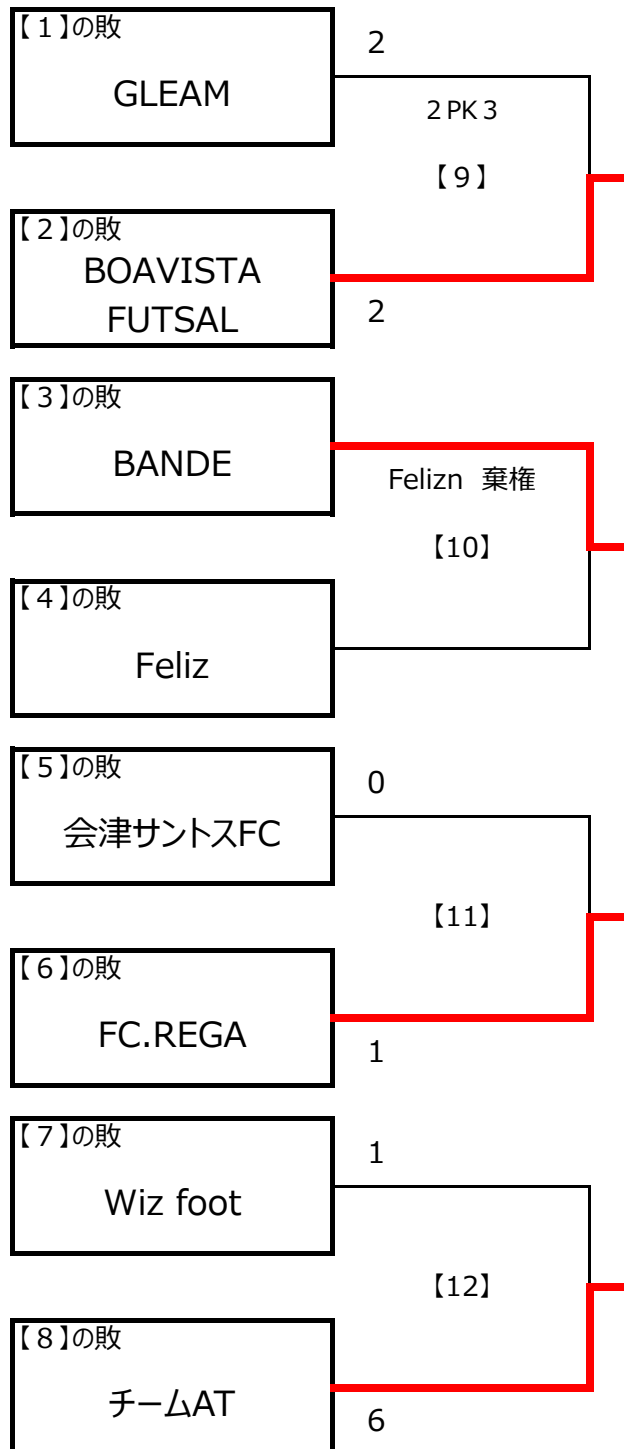 【１】の敗
2
GLEAM
２PK３
【９】
【２】の敗
BOAVISTA
FUTSAL
2
【３】の敗
BANDE
Felizn 棄権
【10】
【４】の敗
Feliz
【５】の敗
0
会津サントスFC
【11】
【６】の敗
FC.REGA
1
【７】の敗
1
Wiz foot
【12】
【８】の敗
チームAT
6